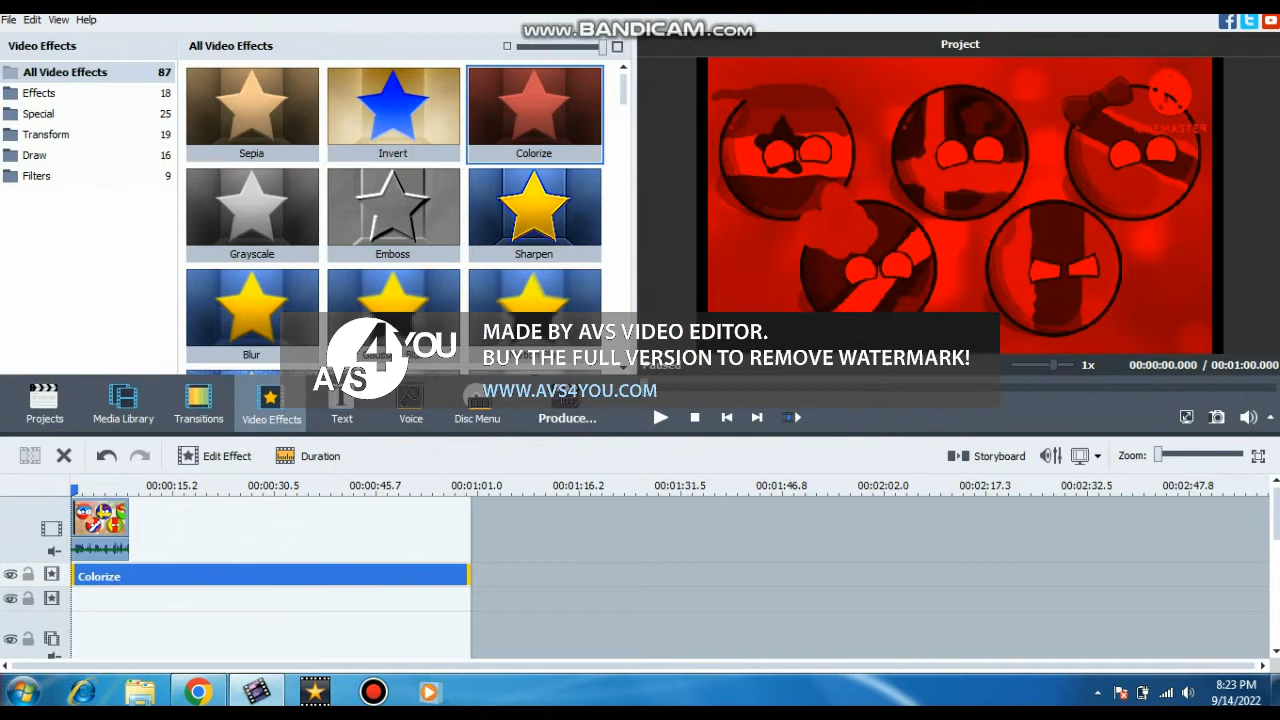 www.BANDICAM.com
File Edit View Help
Video Effects
All Video Effects
Project
All Video Effects 87
Effects 18
Special 25
Transform 19
Draw 16
Filters 9
Sepia
Invert
Colorize
Grayscale
Emboss
Sharpen
Blur
KINEMASTER
AVS4YOU
MADE BY AVS VIDEO EDITOR.
BUY THE FULL VERSION TO REMOVE WATERMARK!
WWW.AVS4YOU.COM
Paused
1x
00:00:00.000 / 00:01:00.000
Projects
Media Library
Transitions
Video Effects
Text
Voice
Disc Menu
Produce...
Edit Effect
Duration
Storyboard
Zoom:
00:00:15.2 00:00:30.5 00:00:45.7 00:01:01.0 00:01:16.2 00:01:31.5 00:01:46.8 00:02:02.0 00:02:17.3 00:02:32.5 00:02:47.8
Colorize
8:23 PM
9/14/2022